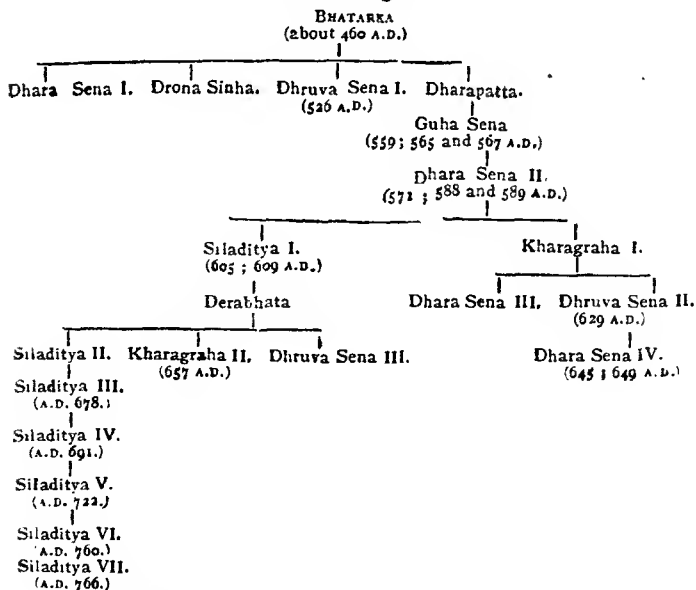 BHATARKA
(about 460 A.D.)
Dhara Sena I. Drona Sinha. Dhruva Sena I. Dharapatta.
(526 A.D.)
Guha Sena
(559; 565 and 567 A.D.)
Dhara Sena II.
(571 ; 588 and 589 A.D.)
Siladitya I. Kharagraha I.
(605 ; 609 A.D.)
Derabhata Dhara Sena III. Dhruva Sena II.
(629 A.D.)
Siladitya II. Kharagraha II. Dhruva Sena III. Dhara Sena IV.
(657 A.D.) (645 ; 649 A.D.)
Siladitya III.
(A.D. 678.)
Siladitya IV.
(A.D. 691.)
Siladitya V.
(A.D. 722.)
Siladitya VI.
A.D. 760.)
Siladitya VII.
(A.D. 766.)